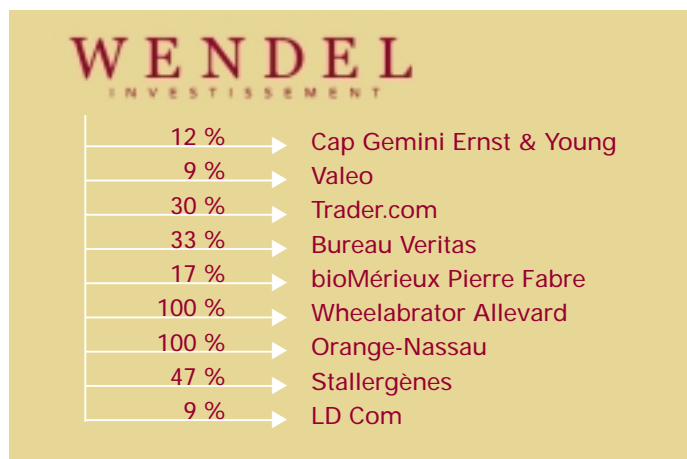 WENDEL
INVESTISSEMENT
12 % Cap Gemini Ernst & Young
9 % Valeo
30 % Trader.com
33 % Bureau Veritas
17 % bioMérieux Pierre Fabre
100 % Wheelabrator Allevard
100 % Orange-Nassau
47 % Stallergènes
9 % LD Com